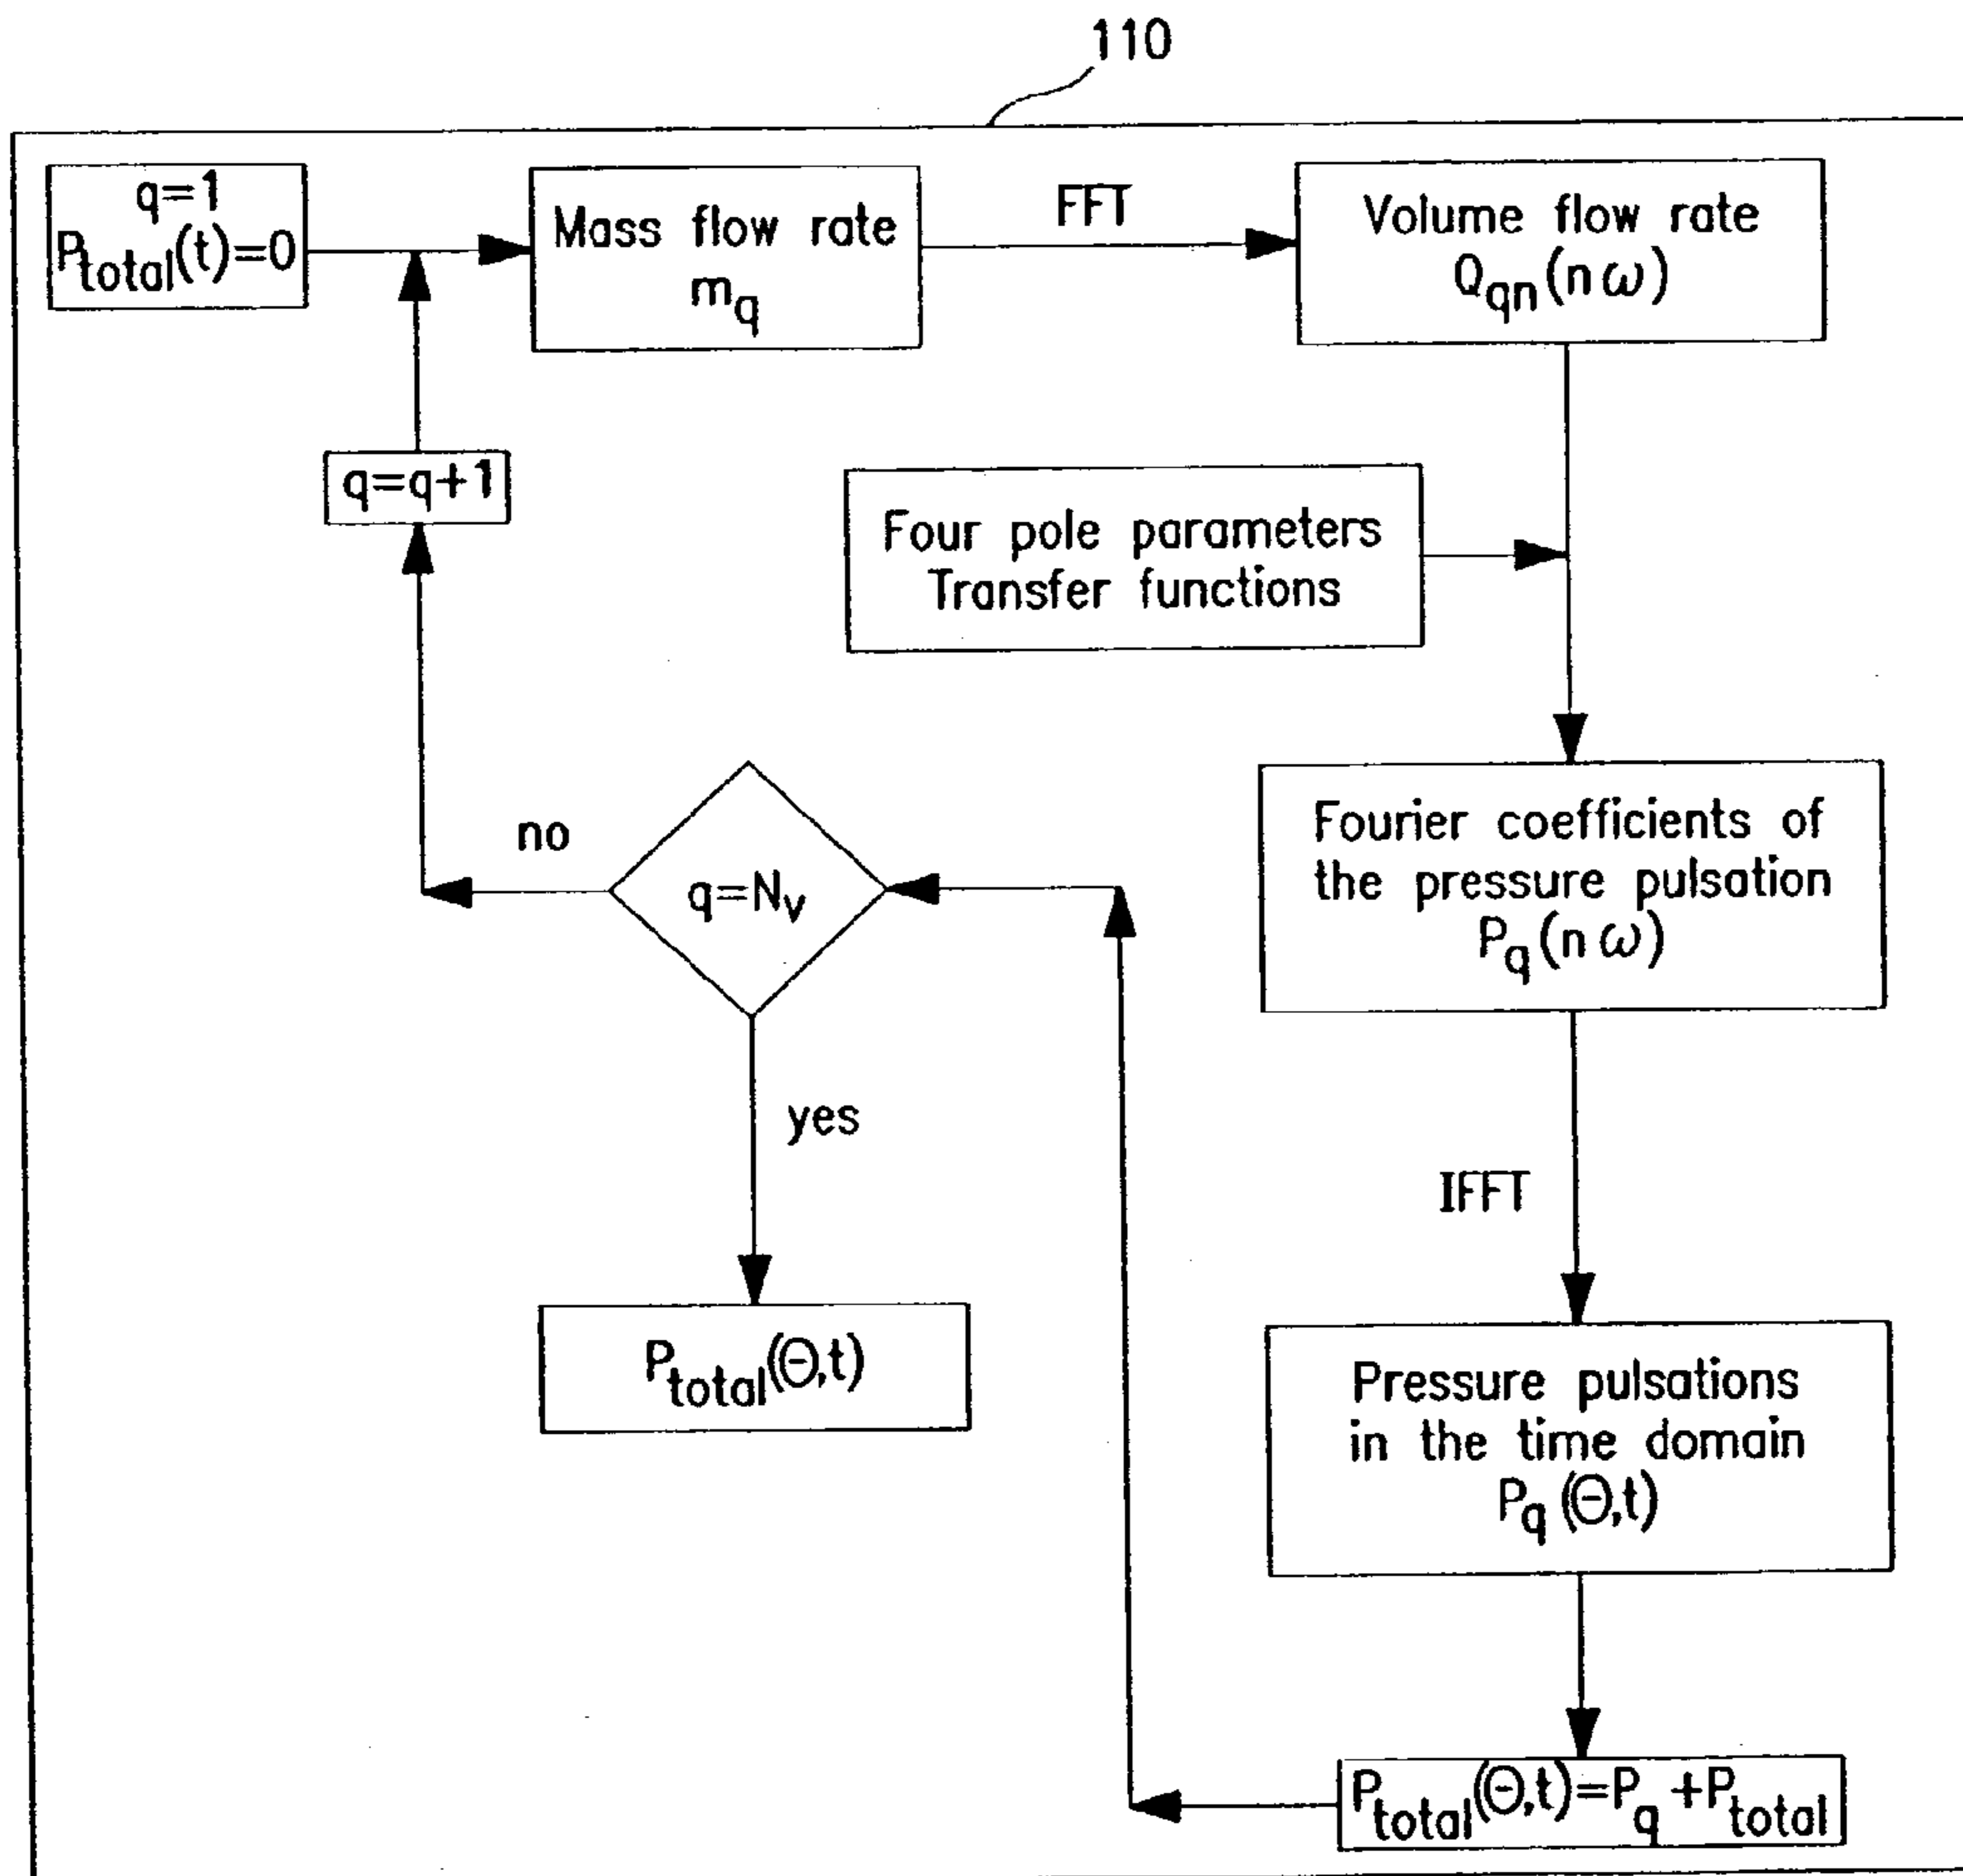 110
q=1
Ptotal(t)=0
Mass flow rate
mq
FFT
Volume flow rate
Qqn(nω)
q=q+1
Four pole parameters
Transfer functions
no
q=Nv
Fourier coefficients of
the pressure pulsation
Pq(nω)
yes
IFFT
Ptotal(Θ,t)
Pressure pulsations
in the time domain
Pq(Θ,t)
Ptotal(Θ,t)=Pq+Ptotal